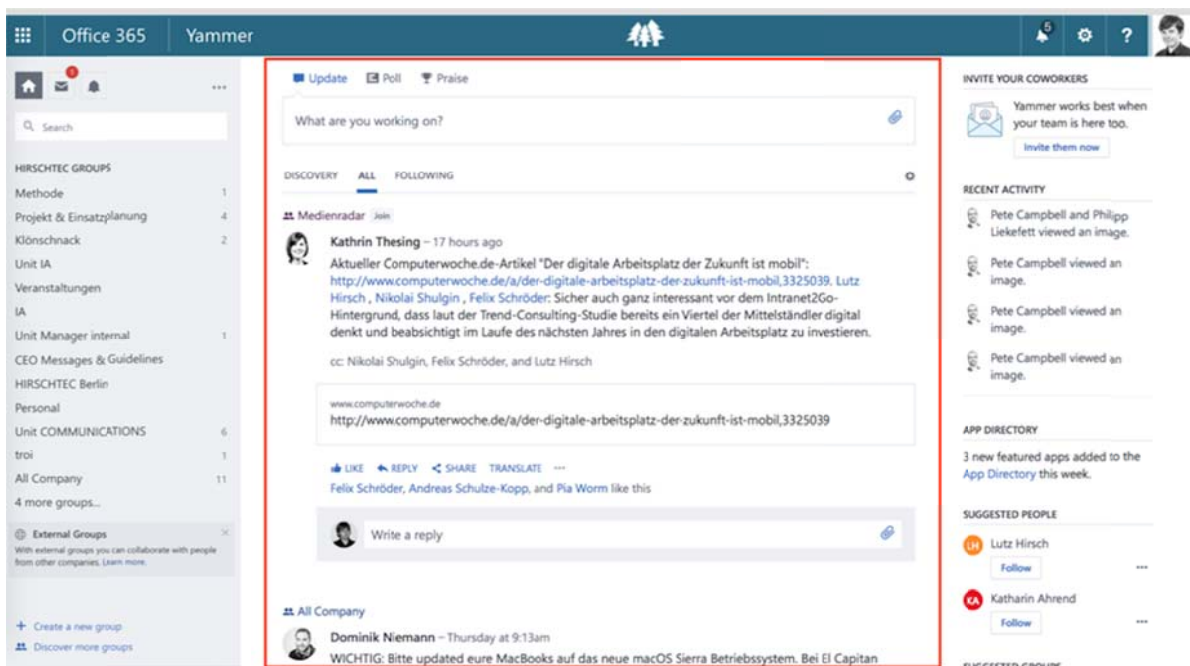 Office 365 Yammer
5
?
1
Search
HIRSCHTEC GROUPS
Methode 1
Projekt & Einsatzplanung 4
Klönschnack 2
Unit IA
Veranstaltungen
IA
Unit Manager internal 1
CEO Messages & Guidelines
HIRSCHTEC Berlin
Personal
Unit COMMUNICATIONS 6
troi 1
All Company 11
4 more groups...
External Groups
With external groups you can collaborate with people
from other companies. Learn more.
+ Create a new group
Discover more groups
Update Poll Praise
What are you working on?
DISCOVERY ALL FOLLOWING
Medienradar Join
Kathrin Thesing – 17 hours ago
Aktueller Computerwoche.de-Artikel "Der digitale Arbeitsplatz der Zukunft ist mobil":
http://www.computerwoche.de/a/der-digitale-arbeitsplatz-der-zukunft-ist-mobil,3325039. Lutz
Hirsch , Nikolai Shulgin , Felix Schröder: Sicher auch ganz interessant vor dem Intranet2Go-
Hintergrund, dass laut der Trend-Consulting-Studie bereits ein Viertel der Mittelständler digital
denkt und beabsichtigt im Laufe des nächsten Jahres in den digitalen Arbeitsplatz zu investieren.
cc: Nikolai Shulgin, Felix Schröder, and Lutz Hirsch
www.computerwoche.de
http://www.computerwoche.de/a/der-digitale-arbeitsplatz-der-zukunft-ist-mobil,3325039
LIKE REPLY SHARE TRANSLATE ...
Felix Schröder, Andreas Schulze-Kopp, and Pia Worm like this
Write a reply
All Company
Dominik Niemann – Thursday at 9:13am
WICHTIG: Bitte updated eure MacBooks auf das neue macOS Sierra Betriebssystem. Bei El Capitan
INVITE YOUR COWORKERS
Yammer works best when
your team is here too.
Invite them now
RECENT ACTIVITY
Pete Campbell and Philipp
Liekefett viewed an image.
Pete Campbell viewed an
image.
Pete Campbell viewed an
image.
Pete Campbell viewed an
image.
APP DIRECTORY
3 new featured apps added to the
App Directory this week.
SUGGESTED PEOPLE
LH Lutz Hirsch
Follow
KA Katharin Ahrend
Follow
SUGGESTED GROUPS